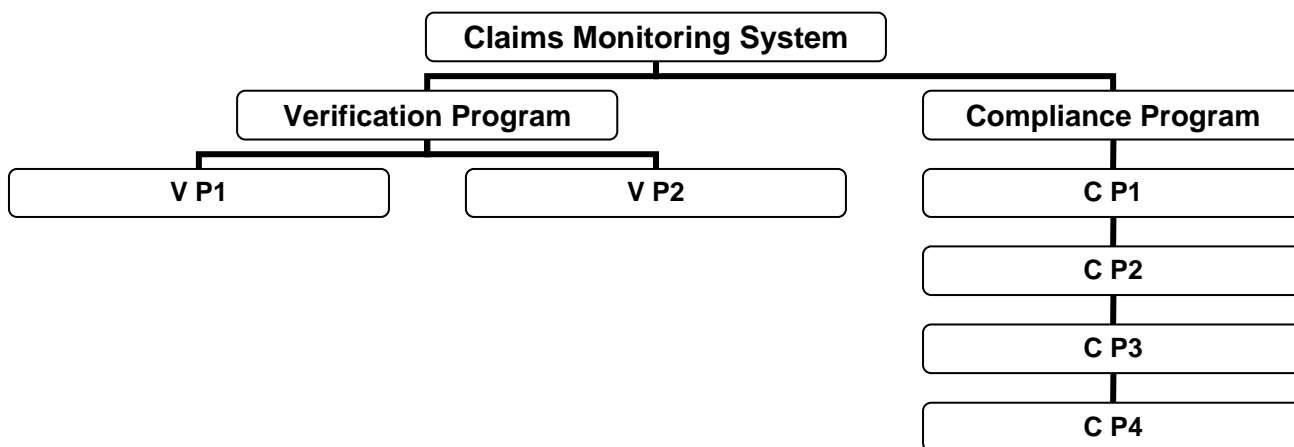 Claims Monitoring System
Verification Program
Compliance Program
V P1
V P2
C P1
C P2
C P3
C P4